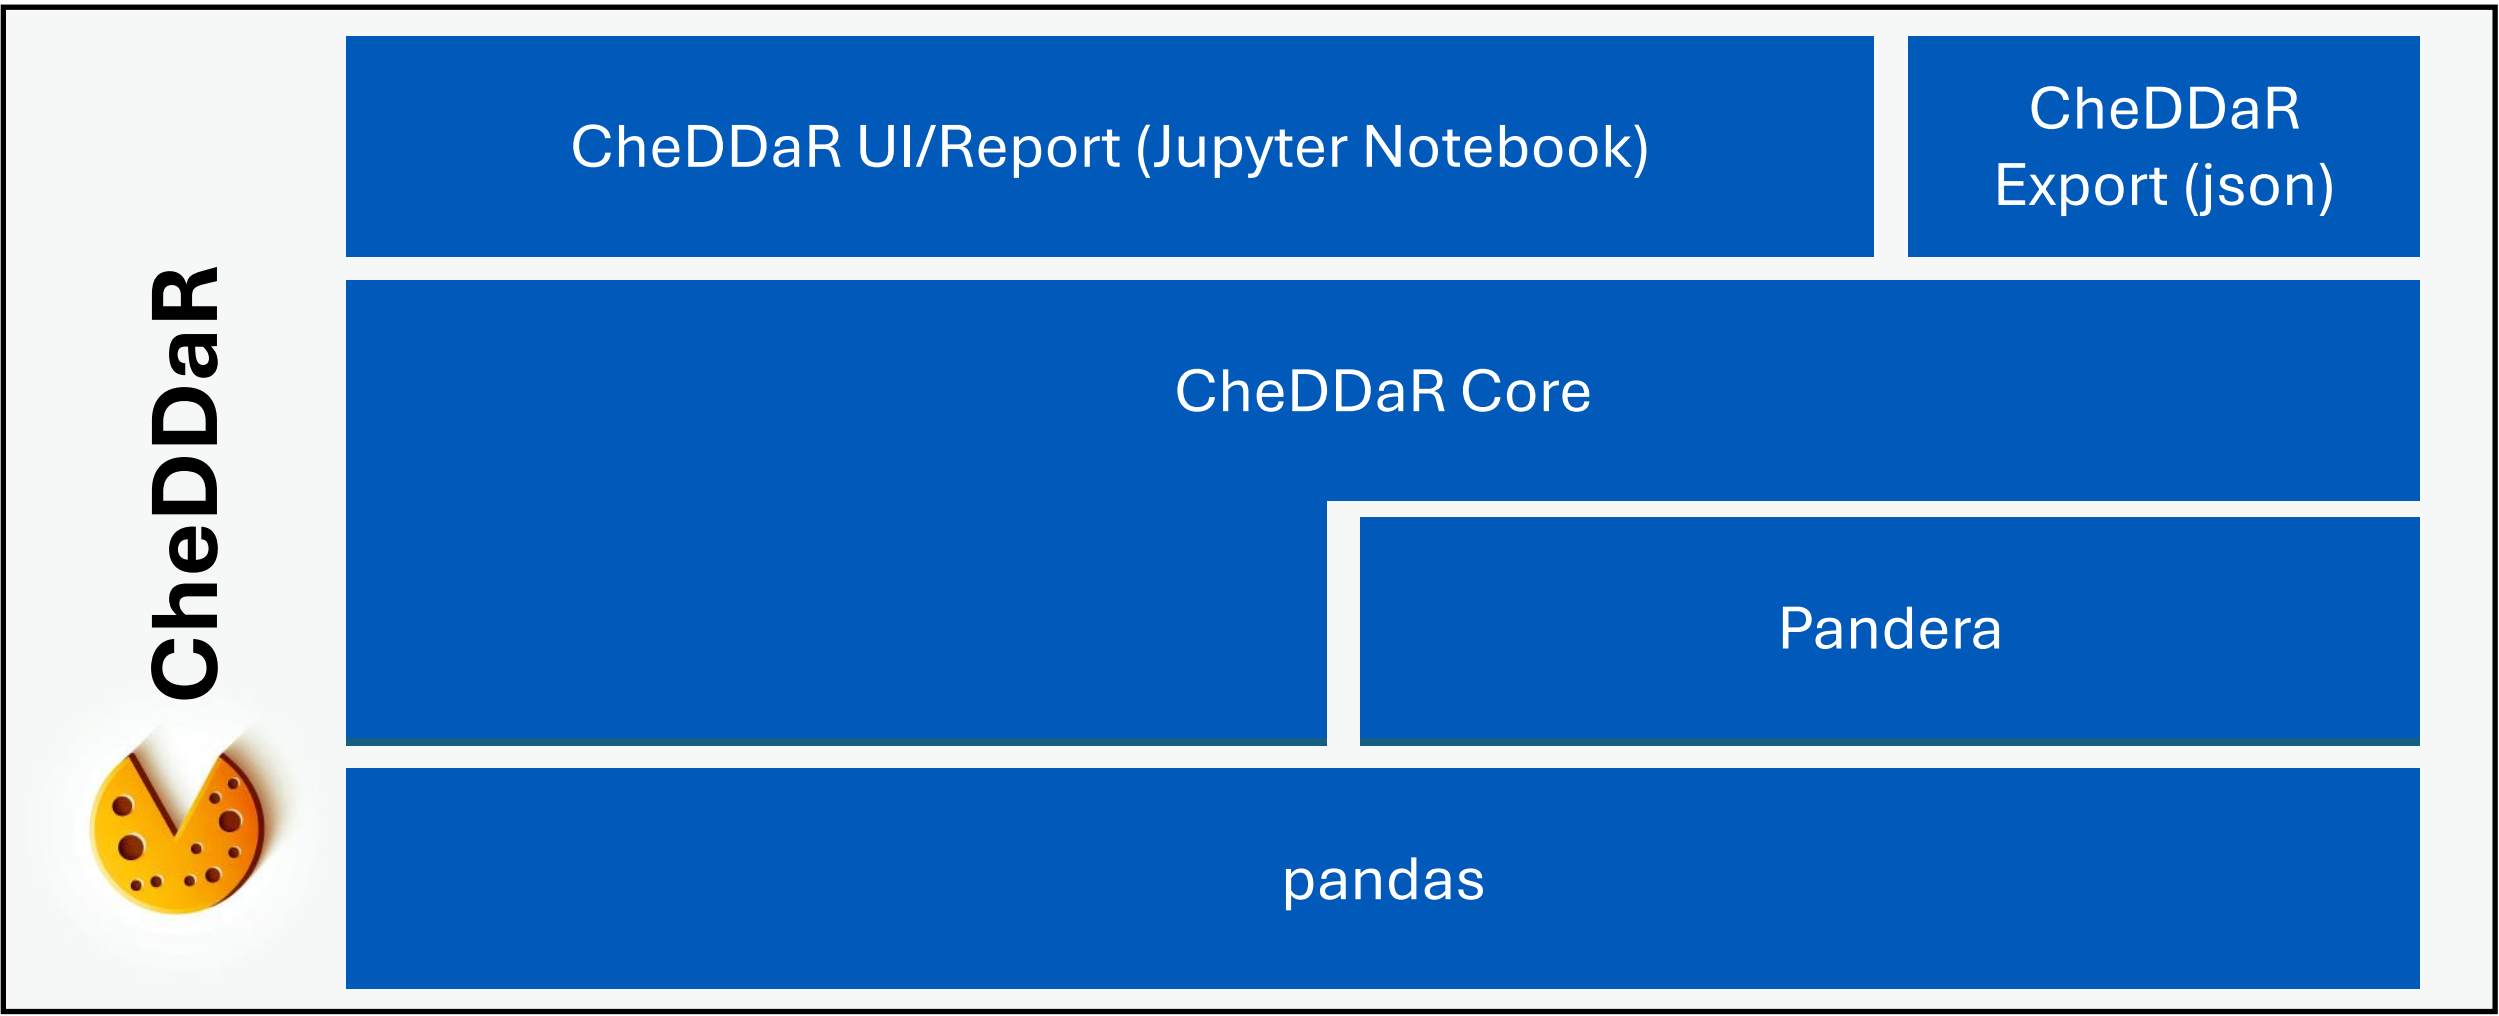 CheDDaR
CheDDaR UI/Report (Jupyter Notebook)
CheDDaR
Export (json)
CheDDaR Core
Pandera
pandas